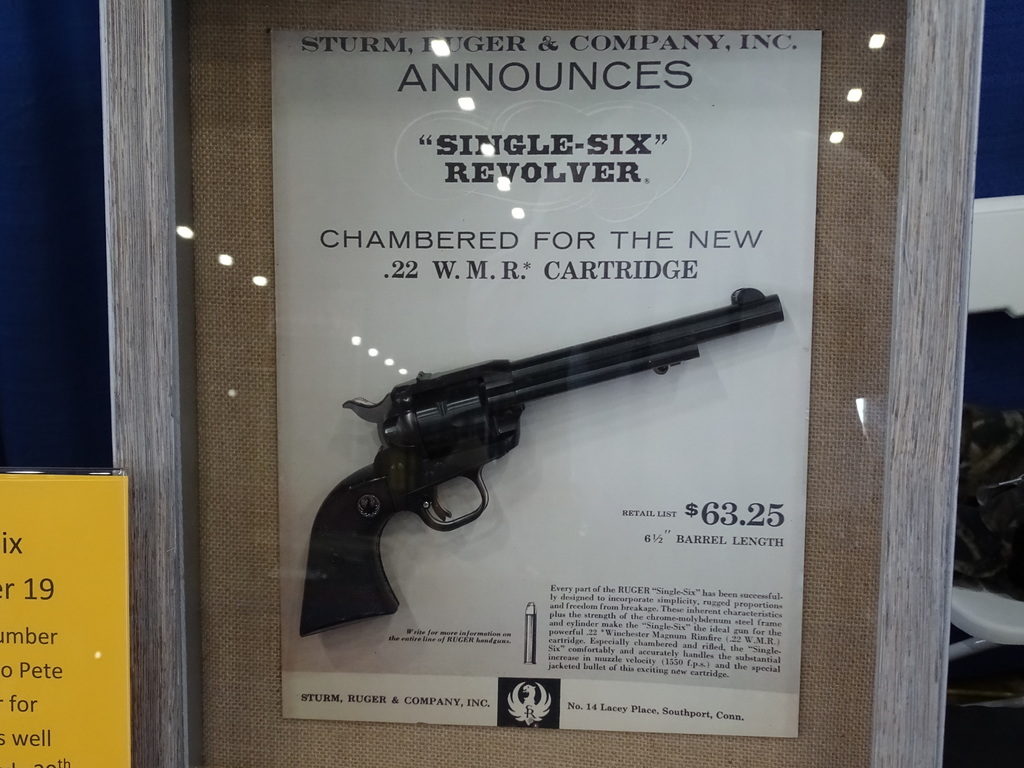 STURM, RUGER & COMPANY, INC.
ANNOUNCES
“SINGLE-SIX”
REVOLVER®
CHAMBERED FOR THE NEW
.22 W.M.R.* CARTRIDGE
RETAIL LIST $63.25
6½" BARREL LENGTH
Every part of the RUGER “Single-Six” has been successful-
ly designed to incorporate simplicity, rugged proportions
and freedom from breakage. These inherent characteristics
plus the strength of the chrome-molybdenum steel frame
and cylinder make the “Single-Six” the ideal gun for the
powerful .22 *Winchester Magnum Rimfire (.22 W.M.R.)
cartridge. Especially chambered and rifled, the “Single-
Six” comfortably and accurately handles the substantial
increase in muzzle velocity (1550 f.p.s.) and the special
jacketed bullet of this exciting new cartridge.
Write for more information on
the entire line of RUGER handguns.
STURM, RUGER & COMPANY, INC.
No. 14 Lacey Place, Southport, Conn.
ix
er 19
umber
o Pete
r for
s well
20th